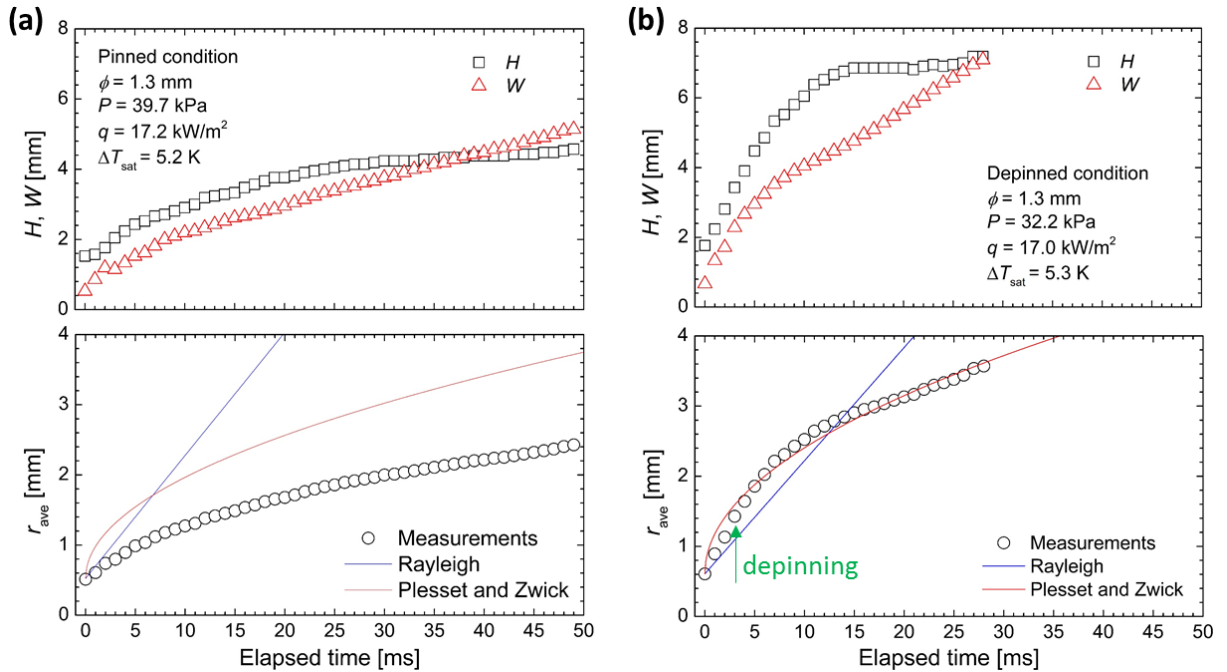 (a)
8
6
4
2
0
H, W [mm]
Pinned condition
ϕ = 1.3 mm
P = 39.7 kPa
q = 17.2 kW/m²
ΔTsat = 5.2 K
H
W
4
3
2
1
0
rave [mm]
Measurements
Rayleigh
Plesset and Zwick
0 5 10 15 20 25 30 35 40 45 50
Elapsed time [ms]
(b)
8
6
4
2
0
H, W [mm]
H
W
Depinned condition
ϕ = 1.3 mm
P = 32.2 kPa
q = 17.0 kW/m²
ΔTsat = 5.3 K
4
3
2
1
0
rave [mm]
depinning
Measurements
Rayleigh
Plesset and Zwick
0 5 10 15 20 25 30 35 40 45 50
Elapsed time [ms]